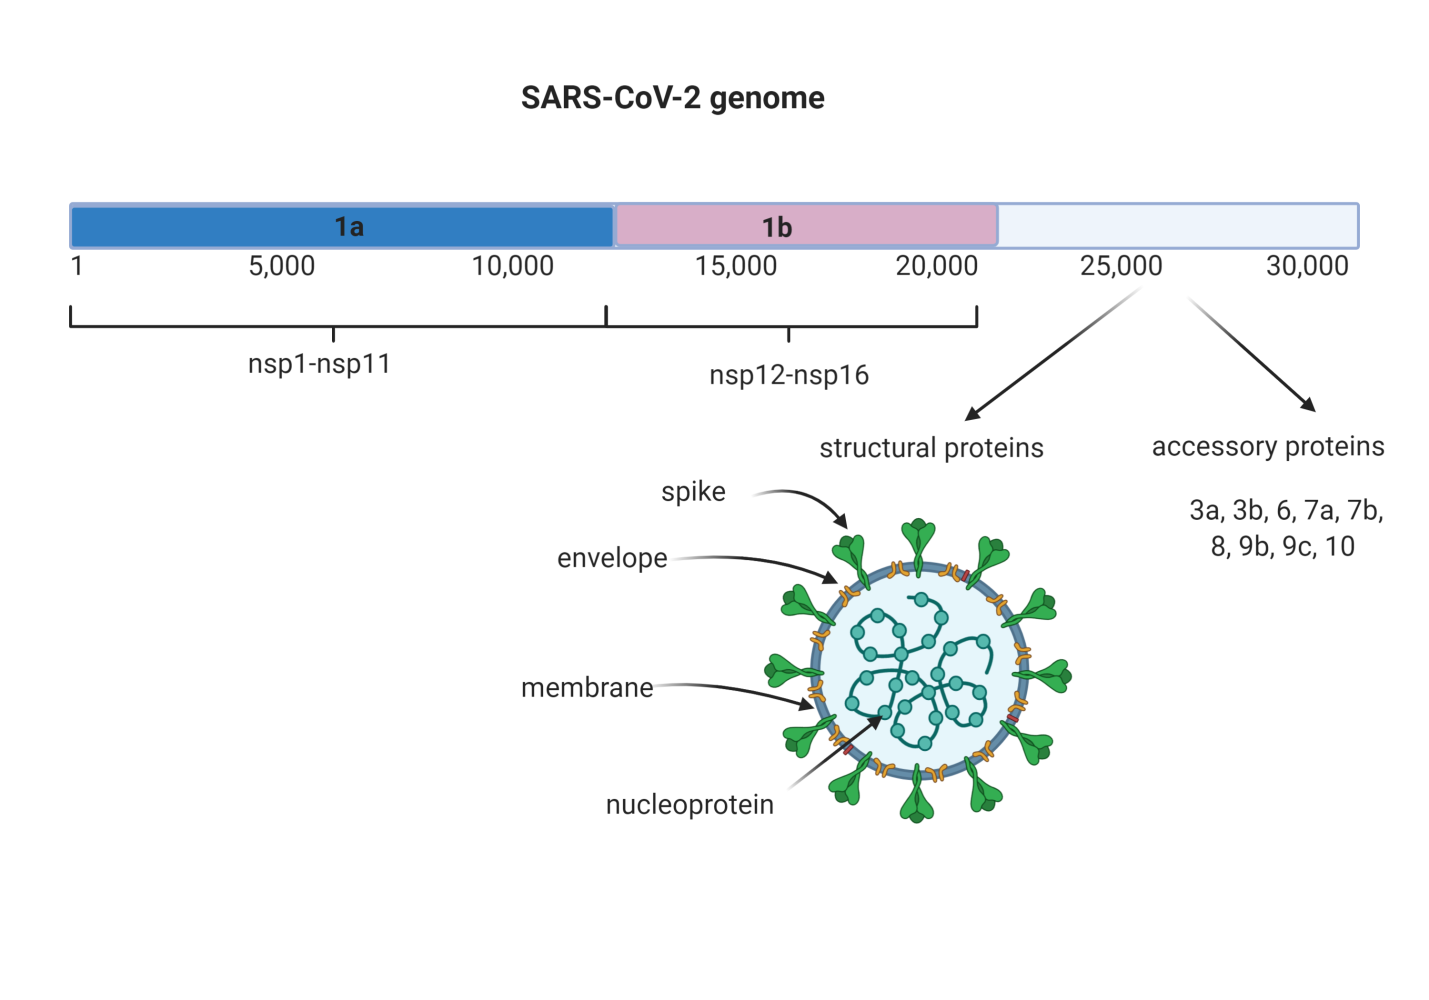 SARS-CoV-2 genome
1a
1b
1
5,000
10,000
15,000
20,000
25,000
30,000
nsp1-nsp11
nsp12-nsp16
structural proteins
accessory proteins
spike
3a, 3b, 6, 7a, 7b,
8, 9b, 9c, 10
envelope
membrane
nucleoprotein